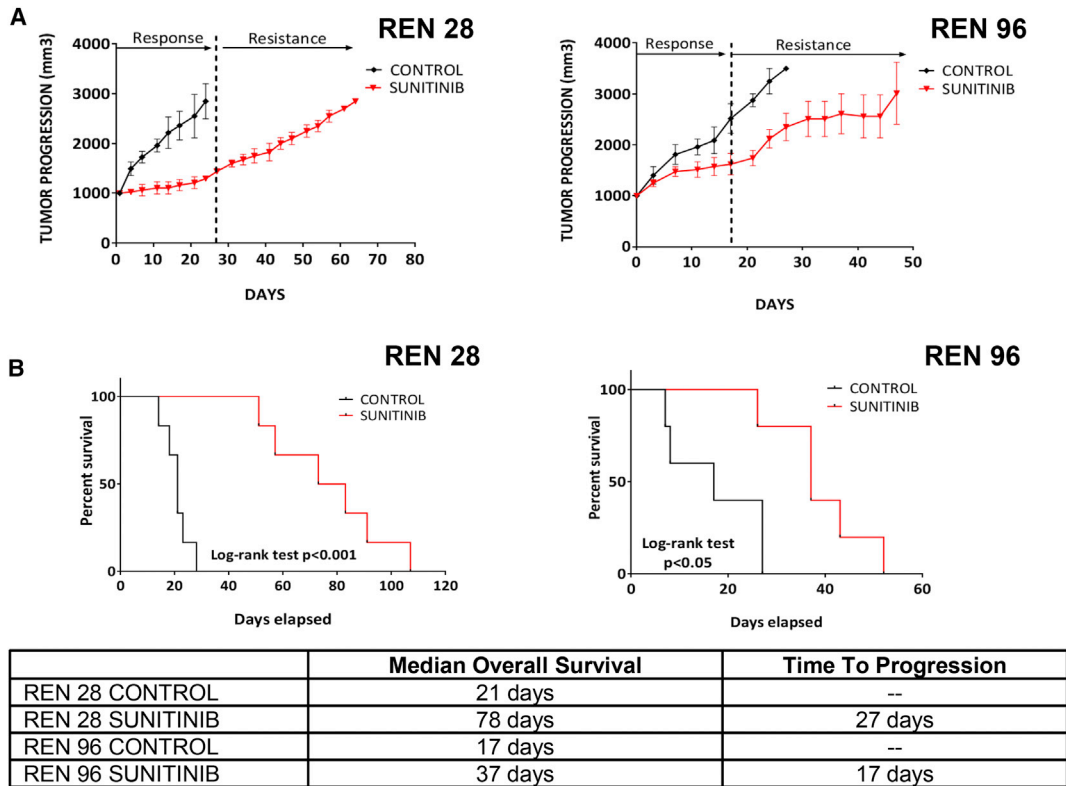 A
REN 28
Response
Resistance
CONTROL
SUNITINIB
TUMOR PROGRESSION (mm3)
4000
3000
2000
1000
0
0 10 20 30 40 50 60 70 80
DAYS
REN 96
Response
Resistance
CONTROL
SUNITINIB
TUMOR PROGRESSION (mm3)
4000
3000
2000
1000
0
0 10 20 30 40 50
DAYS
B
REN 28
CONTROL
SUNITINIB
Percent survival
100
50
0
Log-rank test p<0.001
0 20 40 60 80 100 120
Days elapsed
REN 96
CONTROL
SUNITINIB
Percent survival
100
50
0
Log-rank test
p<0.05
0 20 40 60
Days elapsed
Median Overall Survival Time To Progression
REN 28 CONTROL 21 days --
REN 28 SUNITINIB 78 days 27 days
REN 96 CONTROL 17 days --
REN 96 SUNITINIB 37 days 17 days